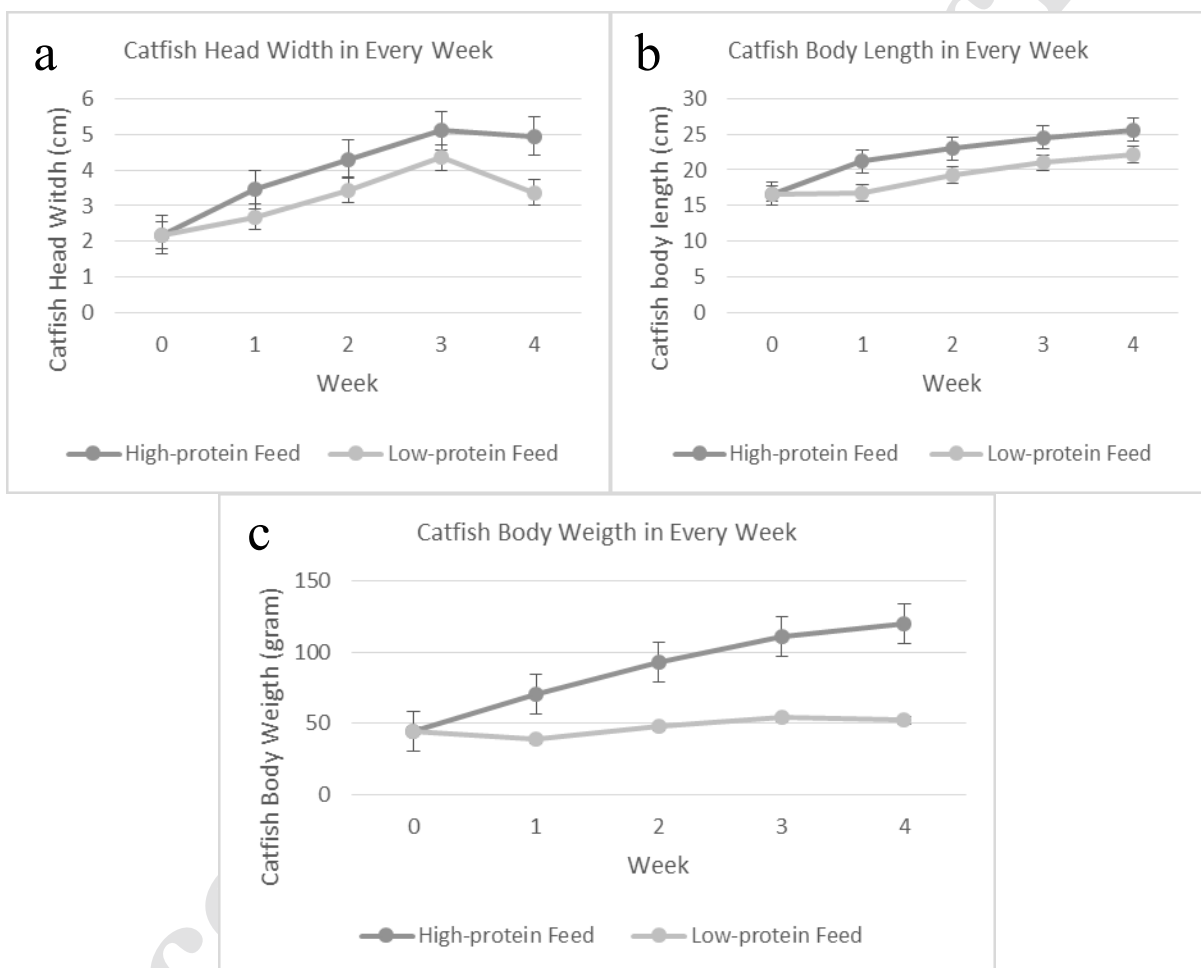 a
Catfish Head Width in Every Week
Catfish Head Witdh (cm)
6
5
4
3
2
1
0
0 1 2 3 4
Week
High-protein Feed Low-protein Feed
b
Catfish Body Length in Every Week
Catfish body length (cm)
30
25
20
15
10
5
0
0 1 2 3 4
Week
High-protein Feed Low-protein Feed
c
Catfish Body Weigth in Every Week
Catfish Body Weigth (gram)
150
100
50
0
0 1 2 3 4
Week
High-protein Feed Low-protein Feed